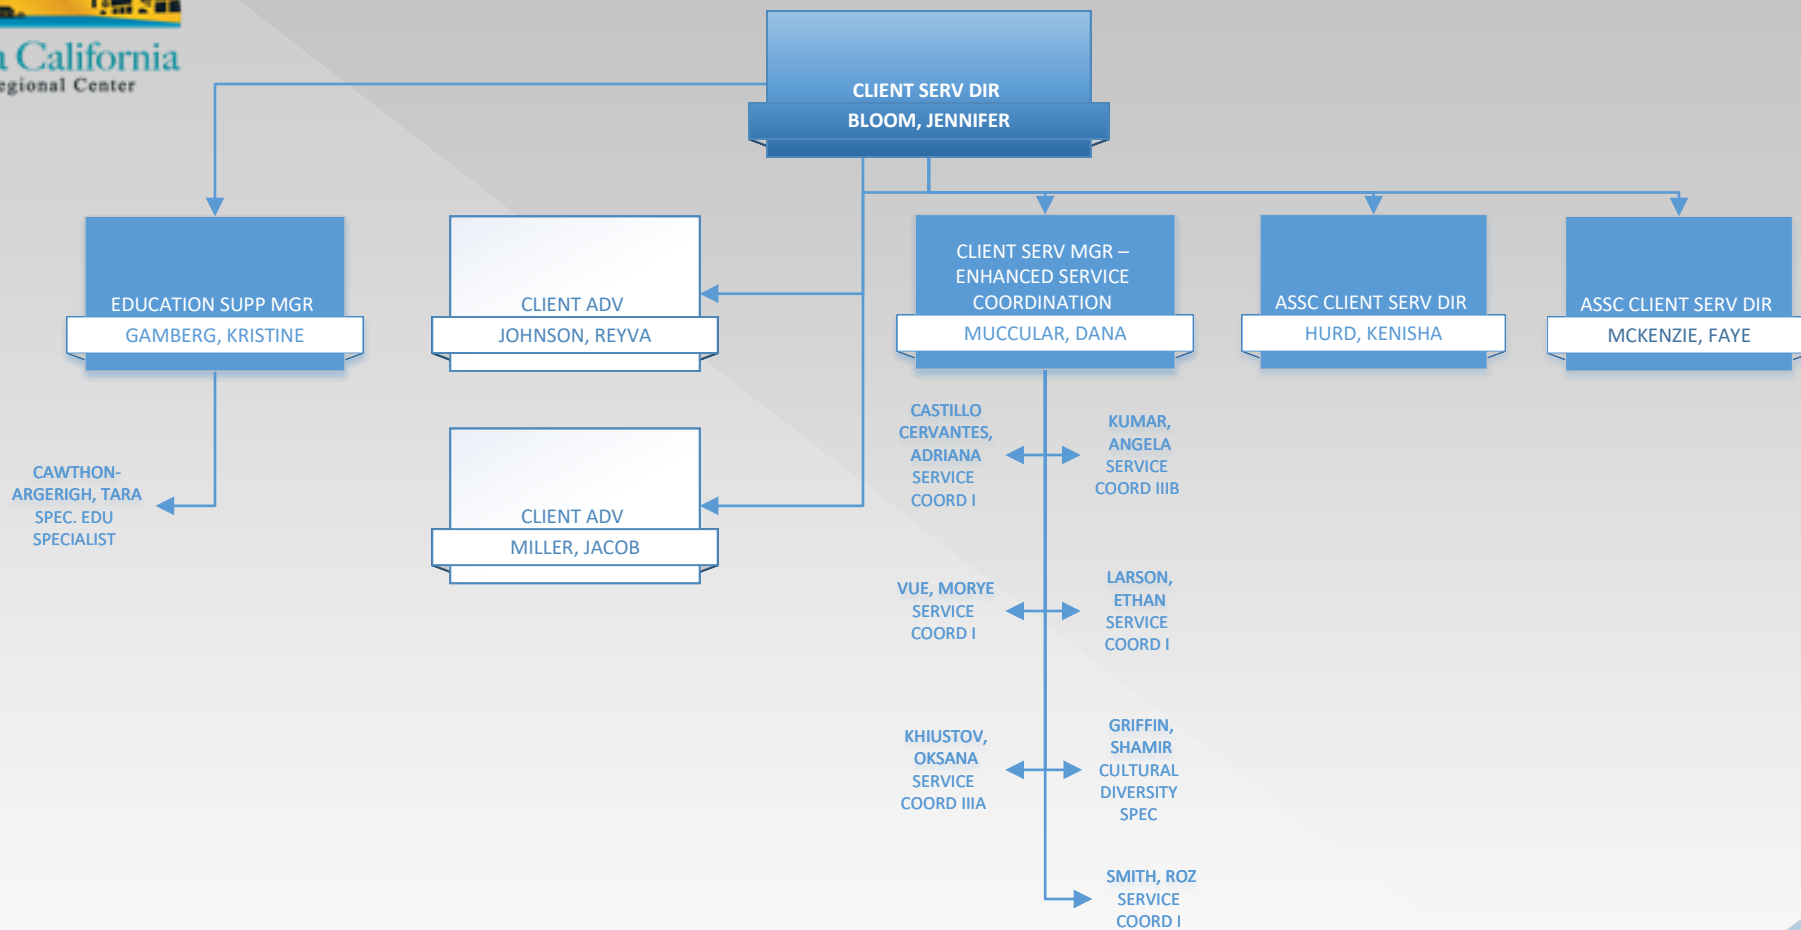 a California
egional Center
CLIENT SERV DIR
BLOOM, JENNIFER
EDUCATION SUPP MGR
GAMBERG, KRISTINE
CLIENT ADV
JOHNSON, REYVA
CLIENT SERV MGR –
ENHANCED SERVICE
COORDINATION
MUCCULAR, DANA
ASSC CLIENT SERV DIR
HURD, KENISHA
ASSC CLIENT SERV DIR
MCKENZIE, FAYE
CAWTHON-
ARGERIGH, TARA
SPEC. EDU
SPECIALIST
CLIENT ADV
MILLER, JACOB
CASTILLO
CERVANTES,
ADRIANA
SERVICE
COORD I
KUMAR,
ANGELA
SERVICE
COORD IIIB
VUE, MORYE
SERVICE
COORD I
LARSON,
ETHAN
SERVICE
COORD I
KHIUSTOV,
OKSANA
SERVICE
COORD IIIA
GRIFFIN,
SHAMIR
CULTURAL
DIVERSITY
SPEC
SMITH, ROZ
SERVICE
COORD I